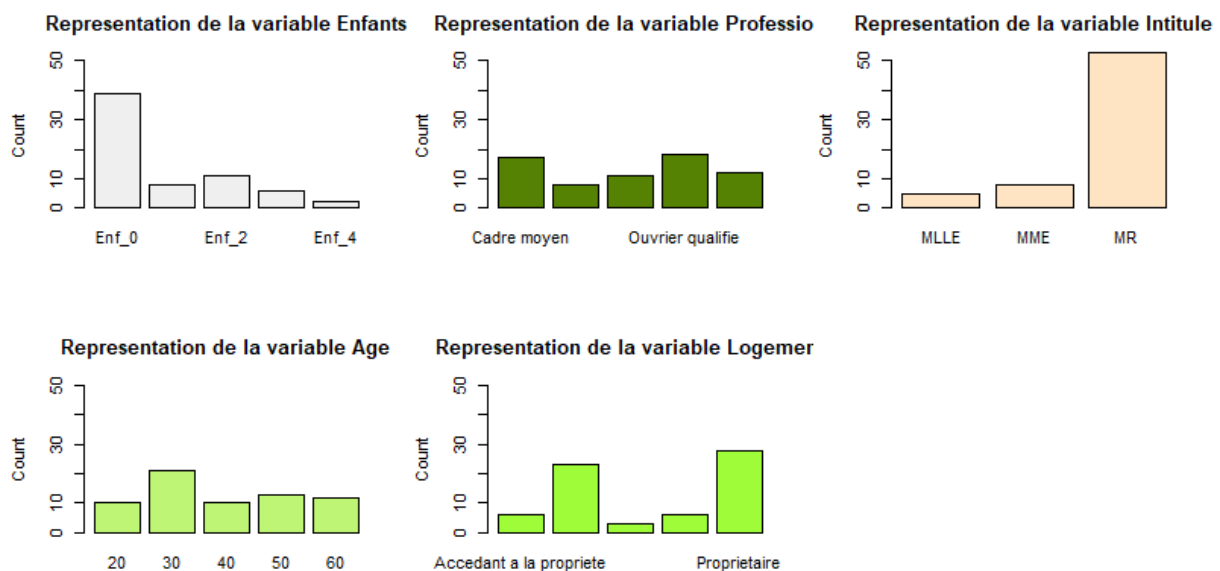 Representation de la variable Enfants
Count
0 10 30 50
Enf_0 Enf_2 Enf_4
Representation de la variable Professio
Count
0 10 30 50
Cadre moyen Ouvrier qualifie
Representation de la variable Intitule
Count
0 10 30 50
MLLE MME MR
Representation de la variable Age
Count
0 10 30 50
20 30 40 50 60
Representation de la variable Logemer
Count
0 10 30 50
Accedant a la propriete Proprietaire